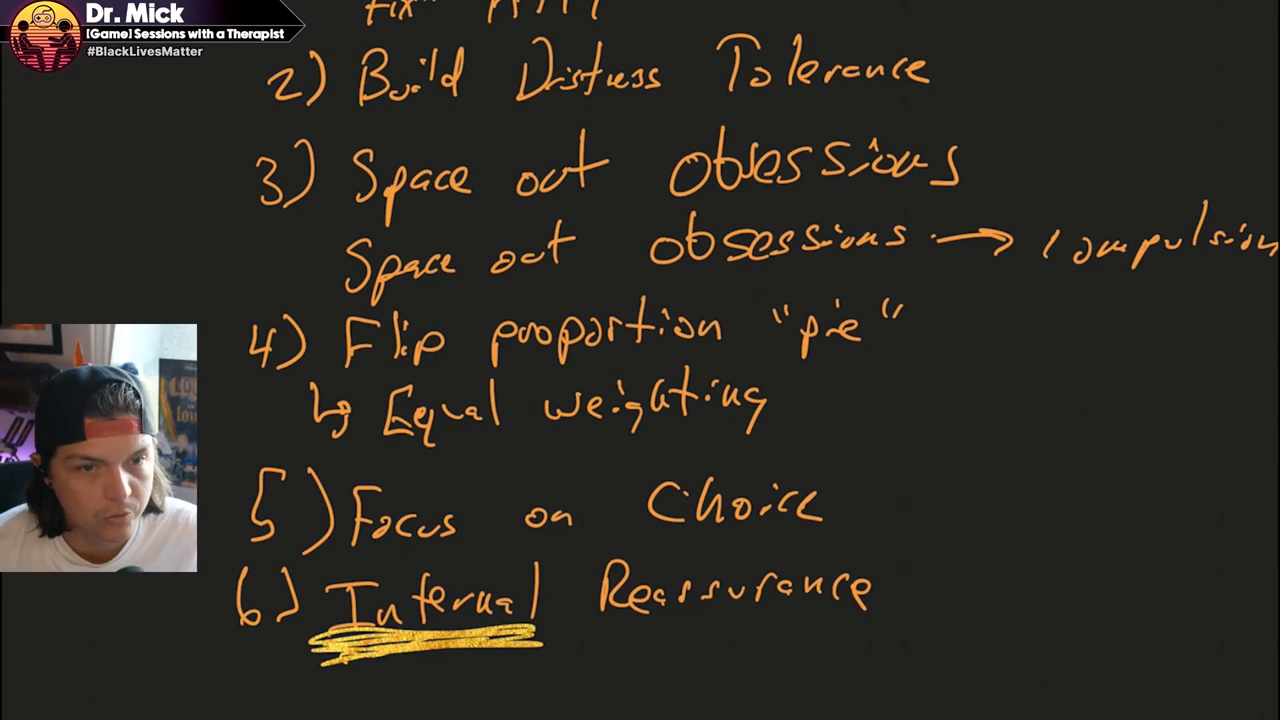 Dr. Mick
[Game] Sessions with a Therapist
#BlackLivesMatter
2) Build Distress Tolerance
3) Space out obsessions
Space out obsessions → compulsion
4) Flip proportion "pie"
↳ Equal weighting
5) Focus on Choice
6) Internal Reassurance